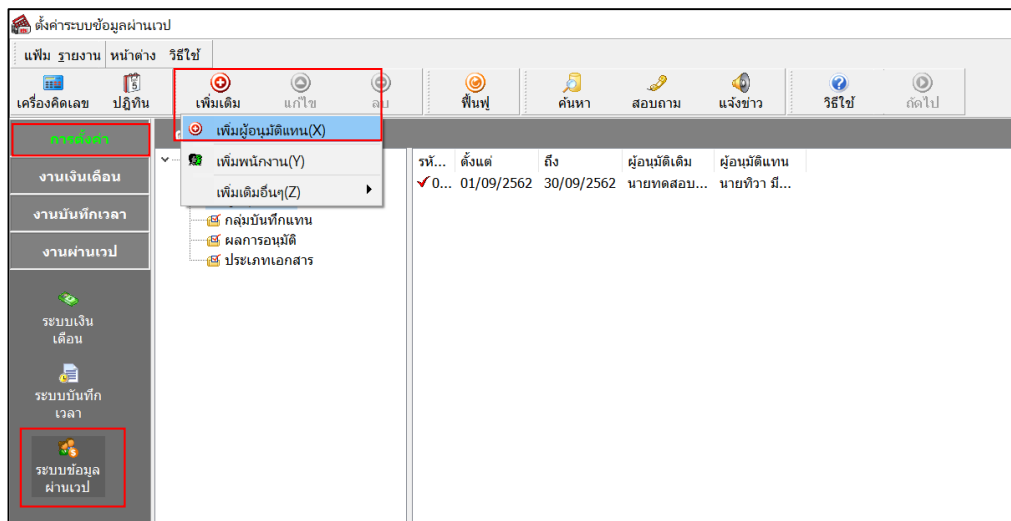 ตั้งค่าระบบข้อมูลผ่านเวป
แฟ้ม รายงาน หน้าต่าง วิธีใช้
เครื่องคิดเลข ปฏิทิน เพิ่มเติม แก้ไข ลบ ฟื้นฟู ค้นหา สอบถาม แจ้งข่าว วิธีใช้ ถัดไป
การตั้งค่า
งานเงินเดือน
งานบันทึกเวลา
งานผ่านเวป
ระบบเงิน
เดือน
ระบบบันทึก
เวลา
ระบบข้อมูล
ผ่านเวป
เพิ่มผู้อนุมัติแทน(X)
เพิ่มพนักงาน(Y)
เพิ่มเติมอื่นๆ(Z)
กลุ่มบันทึกแทน
ผลการอนุมัติ
ประเภทเอกสาร
รหั... ตั้งแต่ ถึง ผู้อนุมัติเดิม ผู้อนุมัติแทน
0... 01/09/2562 30/09/2562 นายทดสอบ... นายทิวา มี...